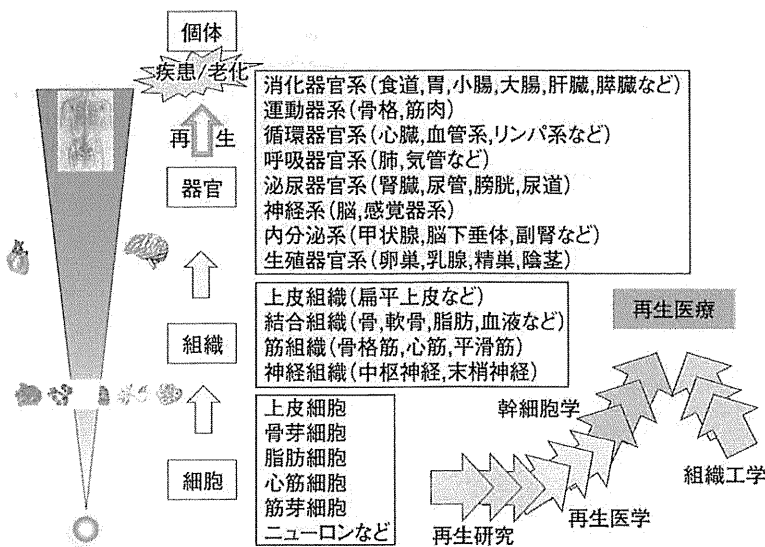 個体
疾患/老化
再生
器官
組織
細胞
消化器官系(食道,胃,小腸,大腸,肝臓,膵臓など)
運動器系(骨格,筋肉)
循環器官系(心臓,血管系,リンパ系など)
呼吸器官系(肺,気管など)
泌尿器官系(腎臓,尿管,膀胱,尿道)
神経系(脳,感覚器系)
内分泌系(甲状腺,脳下垂体,副腎など)
生殖器官系(卵巣,乳腺,精巣,陰茎)
上皮組織(扁平上皮など)
結合組織(骨,軟骨,脂肪,血液など)
筋組織(骨格筋,心筋,平滑筋)
神経組織(中枢神経,末梢神経)
上皮細胞
骨芽細胞
脂肪細胞
心筋細胞
筋芽細胞
ニューロンなど
再生医療
幹細胞学
組織工学
再生医学
再生研究